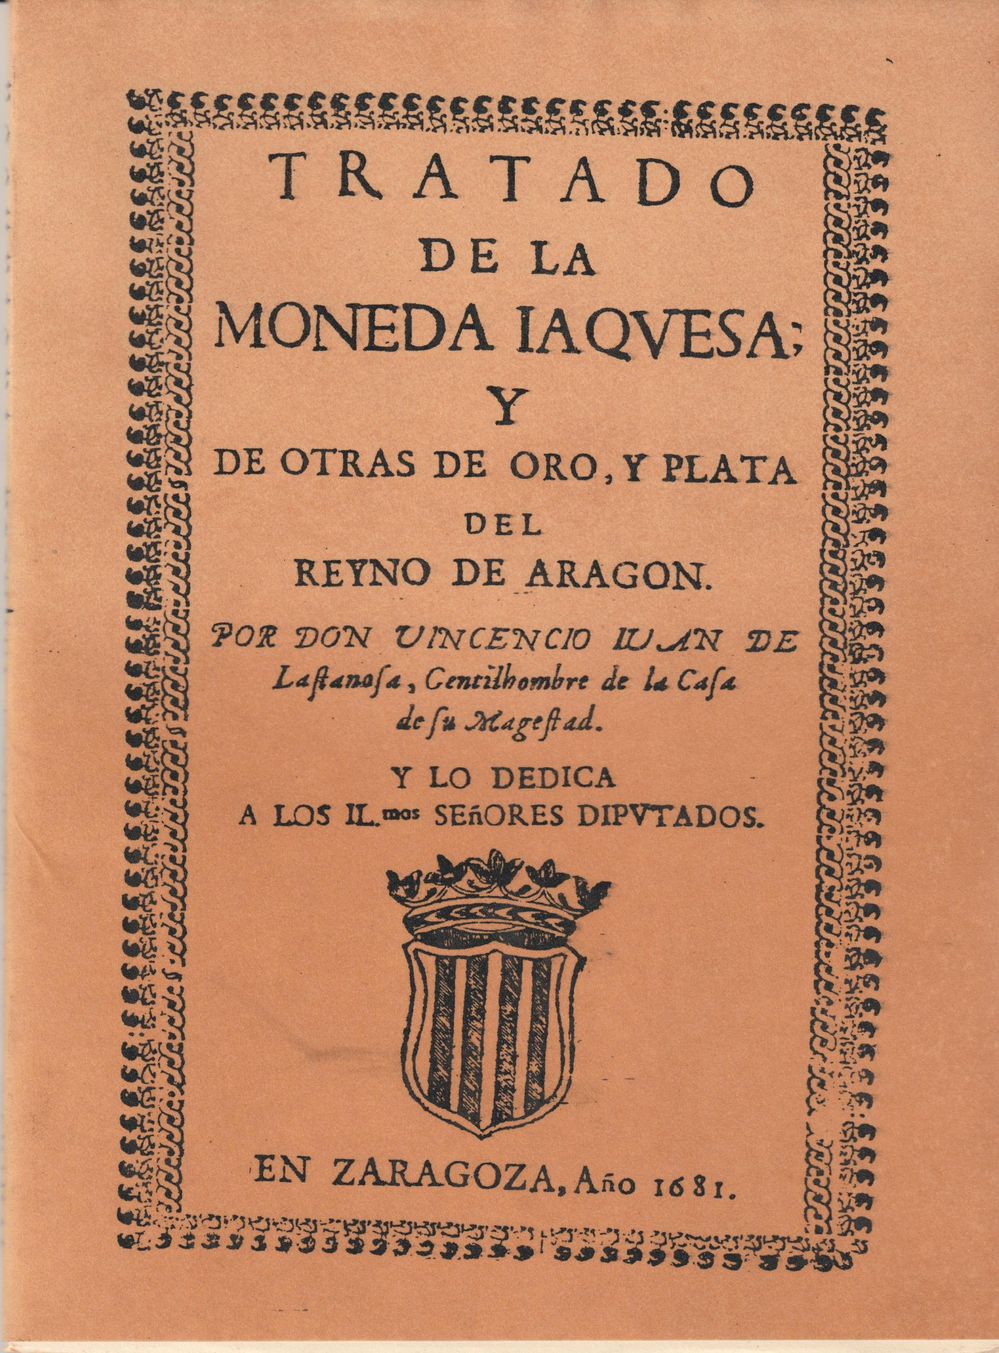 TRATADO
DE LA
MONEDA IAQVESA;
Y
DE OTRAS DE ORO, Y PLATA
DEL
REYNO DE ARAGON.
POR DON VINCENCIO IUAN DE
Laſtanoſa, Gentilhombre de la Caſa
de ſu Mageſtad.
Y LO DEDICA
A LOS IL.mos SEñORES DIPVTADOS.
EN ZARAGOZA, Año 1681.